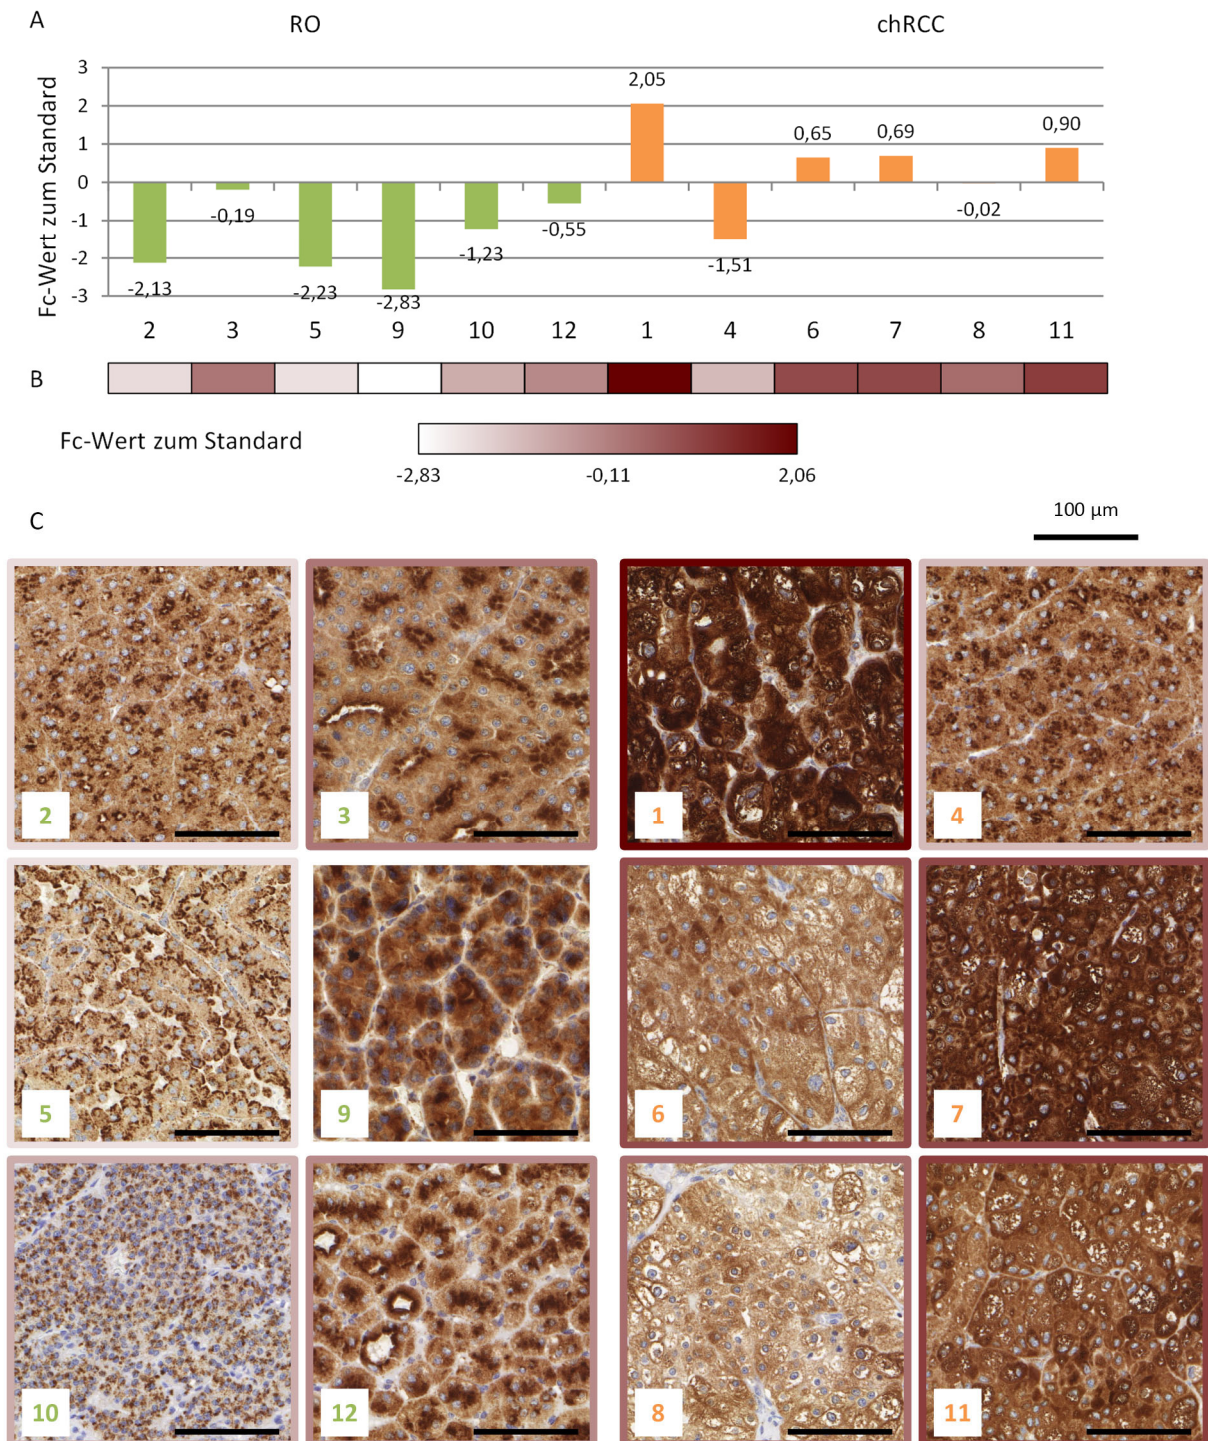 A
RO
chRCC
Fc-Wert zum Standard
3
2
1
0
-1
-2
-3
-2,13
-0,19
-2,23
-2,83
-1,23
-0,55
2,05
-1,51
0,65
0,69
-0,02
0,90
2 3 5 9 10 12 1 4 6 7 8 11
B
Fc-Wert zum Standard
-2,83 -0,11 2,06
C
100 µm
2 3 1 4
5 9 6 7
10 12 8 11